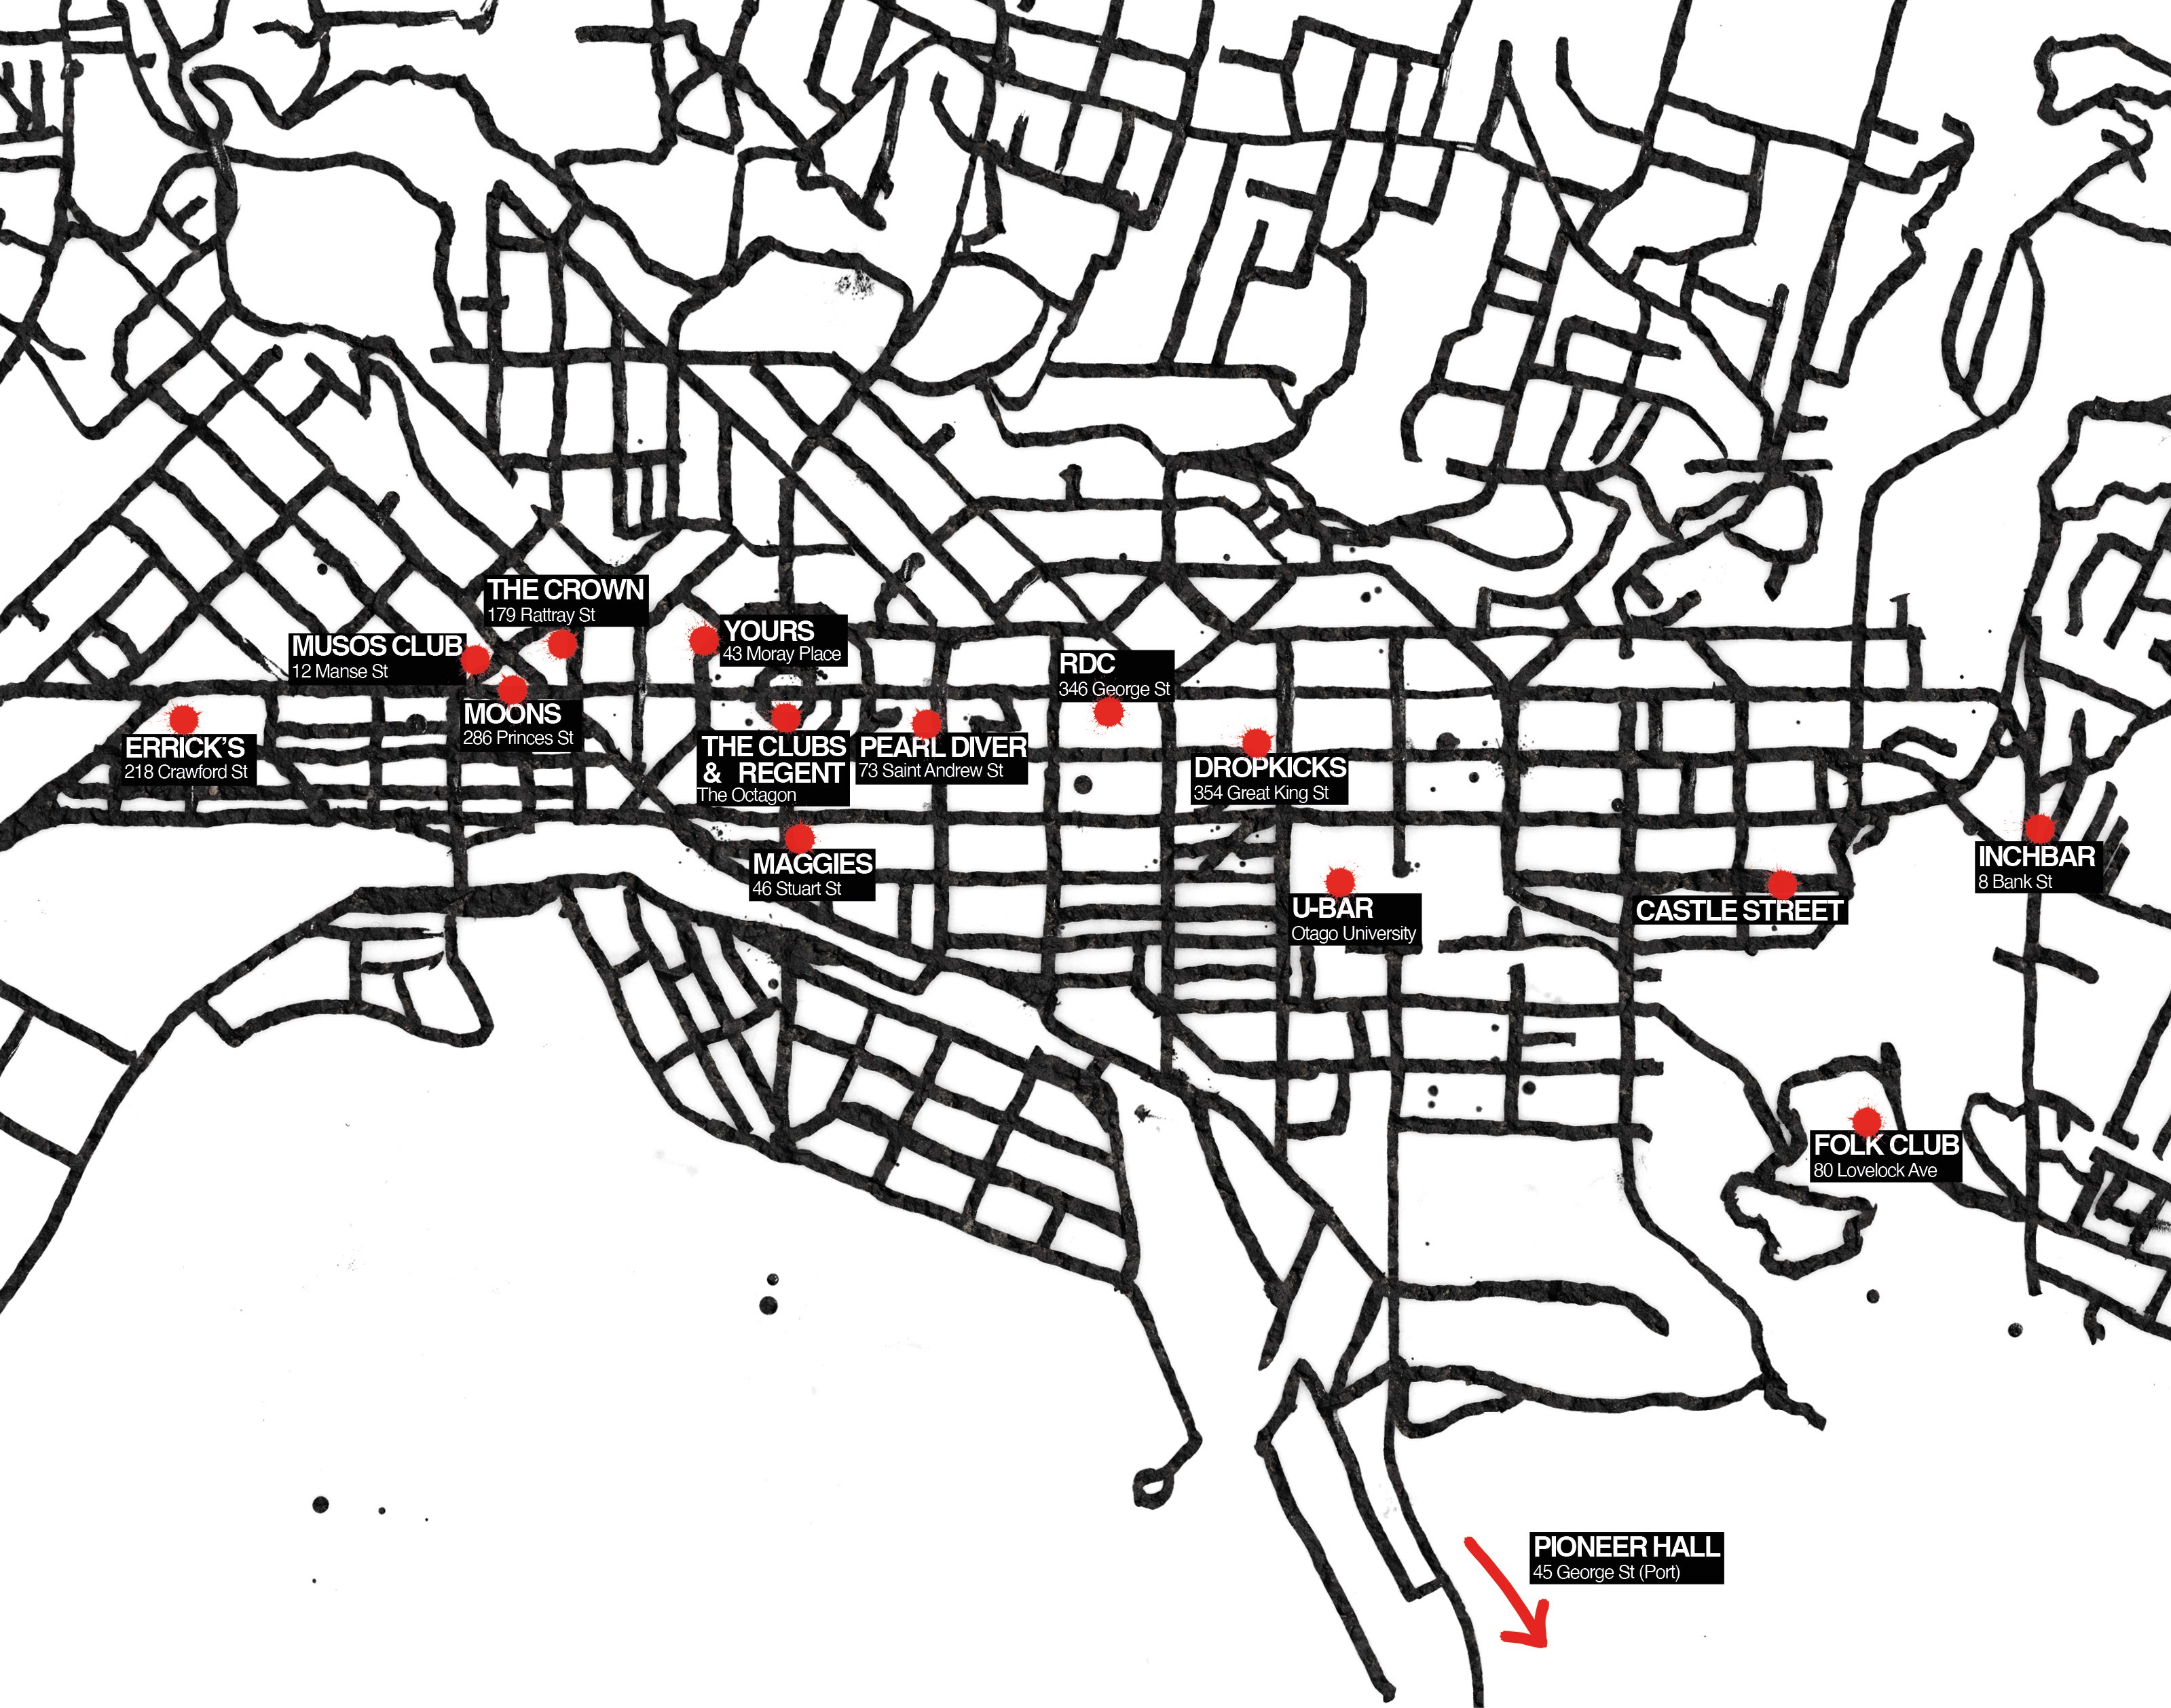 THE CROWN
179 Rattray St
MUSOS CLUB
12 Manse St
YOURS
43 Moray Place
RDC
346 George St
MOONS
286 Princes St
ERRICK'S
218 Crawford St
THE CLUBS
& REGENT
The Octagon
PEARL DIVER
73 Saint Andrew St
DROPKICKS
354 Great King St
MAGGIES
46 Stuart St
INCHBAR
8 Bank St
U-BAR
Otago University
CASTLE STREET
FOLK CLUB
80 Lovelock Ave
PIONEER HALL
45 George St (Port)